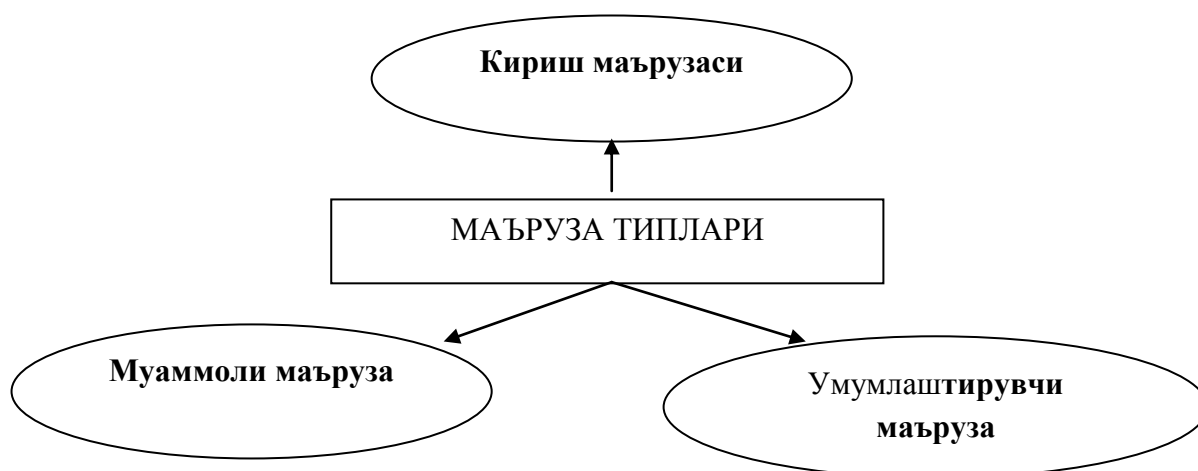 Кириш маърузаси
МАЪРУЗА ТИПЛАРИ
Муаммоли маъруза
Умумлаштирувчи
маъруза